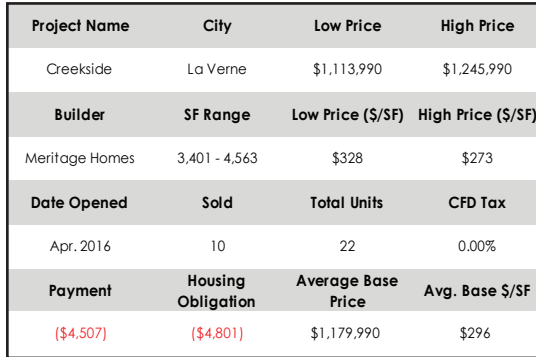 Project Name City Low Price High Price
Creekside La Verne $1,113,990 $1,245,990
Builder SF Range Low Price ($/SF) High Price ($/SF)
Meritage Homes 3,401 - 4,563 $328 $273
Date Opened Sold Total Units CFD Tax
Apr. 2016 10 22 0.00%
Payment Housing Obligation Average Base Price Avg. Base $/SF
($4,507) ($4,801) $1,179,990 $296